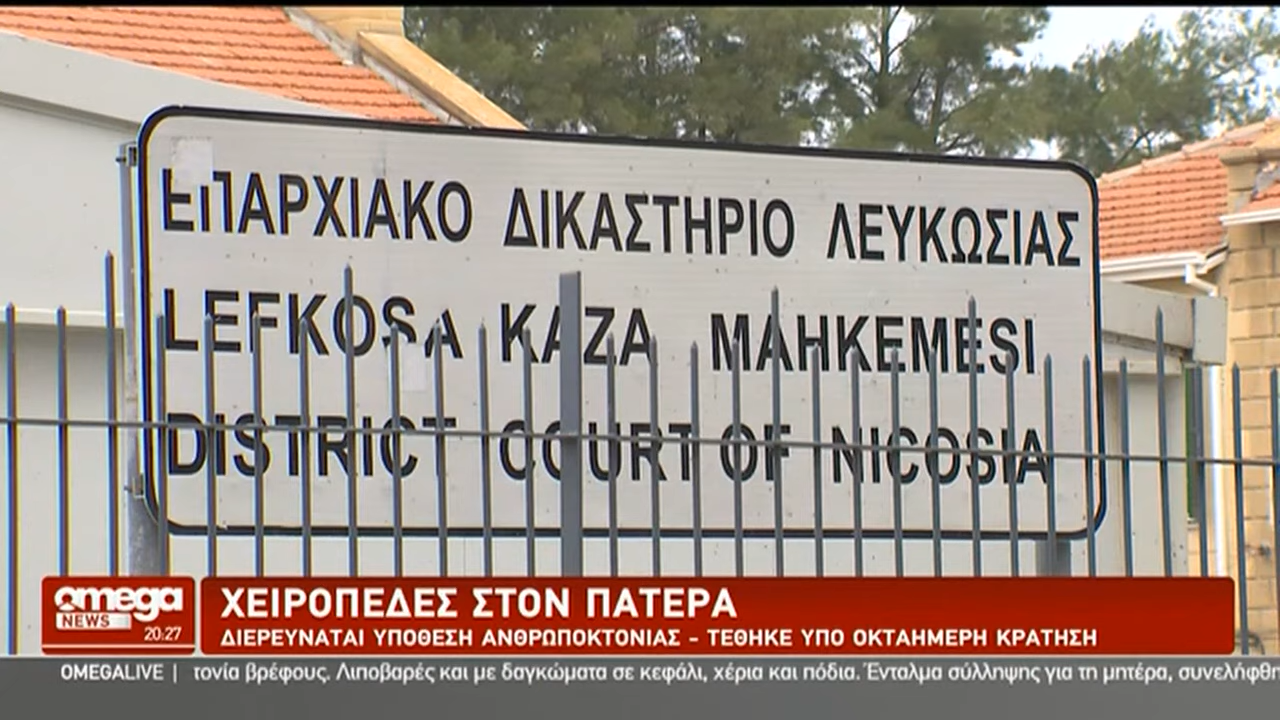 ΕΠΑΡΧΙΑΚΟ ΔΙΚΑΣΤΗΡΙΟ ΛΕΥΚΩΣΙΑΣ
LEFKOSA KAZA MAHKEMESI
DISTRICT COURT OF NICOSIA
omega
NEWS
20:27
ΧΕΙΡΟΠΕΔΕΣ ΣΤΟΝ ΠΑΤΕΡΑ
ΔΙΕΡΕΥΝΑΤΑΙ ΥΠΟΘΕΣΗ ΑΝΘΡΩΠΟΚΤΟΝΙΑΣ - ΤΕΘΗΚΕ ΥΠΟ ΟΚΤΑΗΜΕΡΗ ΚΡΑΤΗΣΗ
OMEGALIVE | τονία βρέφους. Λιποβαρές και με δαγκώματα σε κεφάλι, χέρια και πόδια. Ένταλμα σύλληψης για τη μητέρα, συνελήφθη